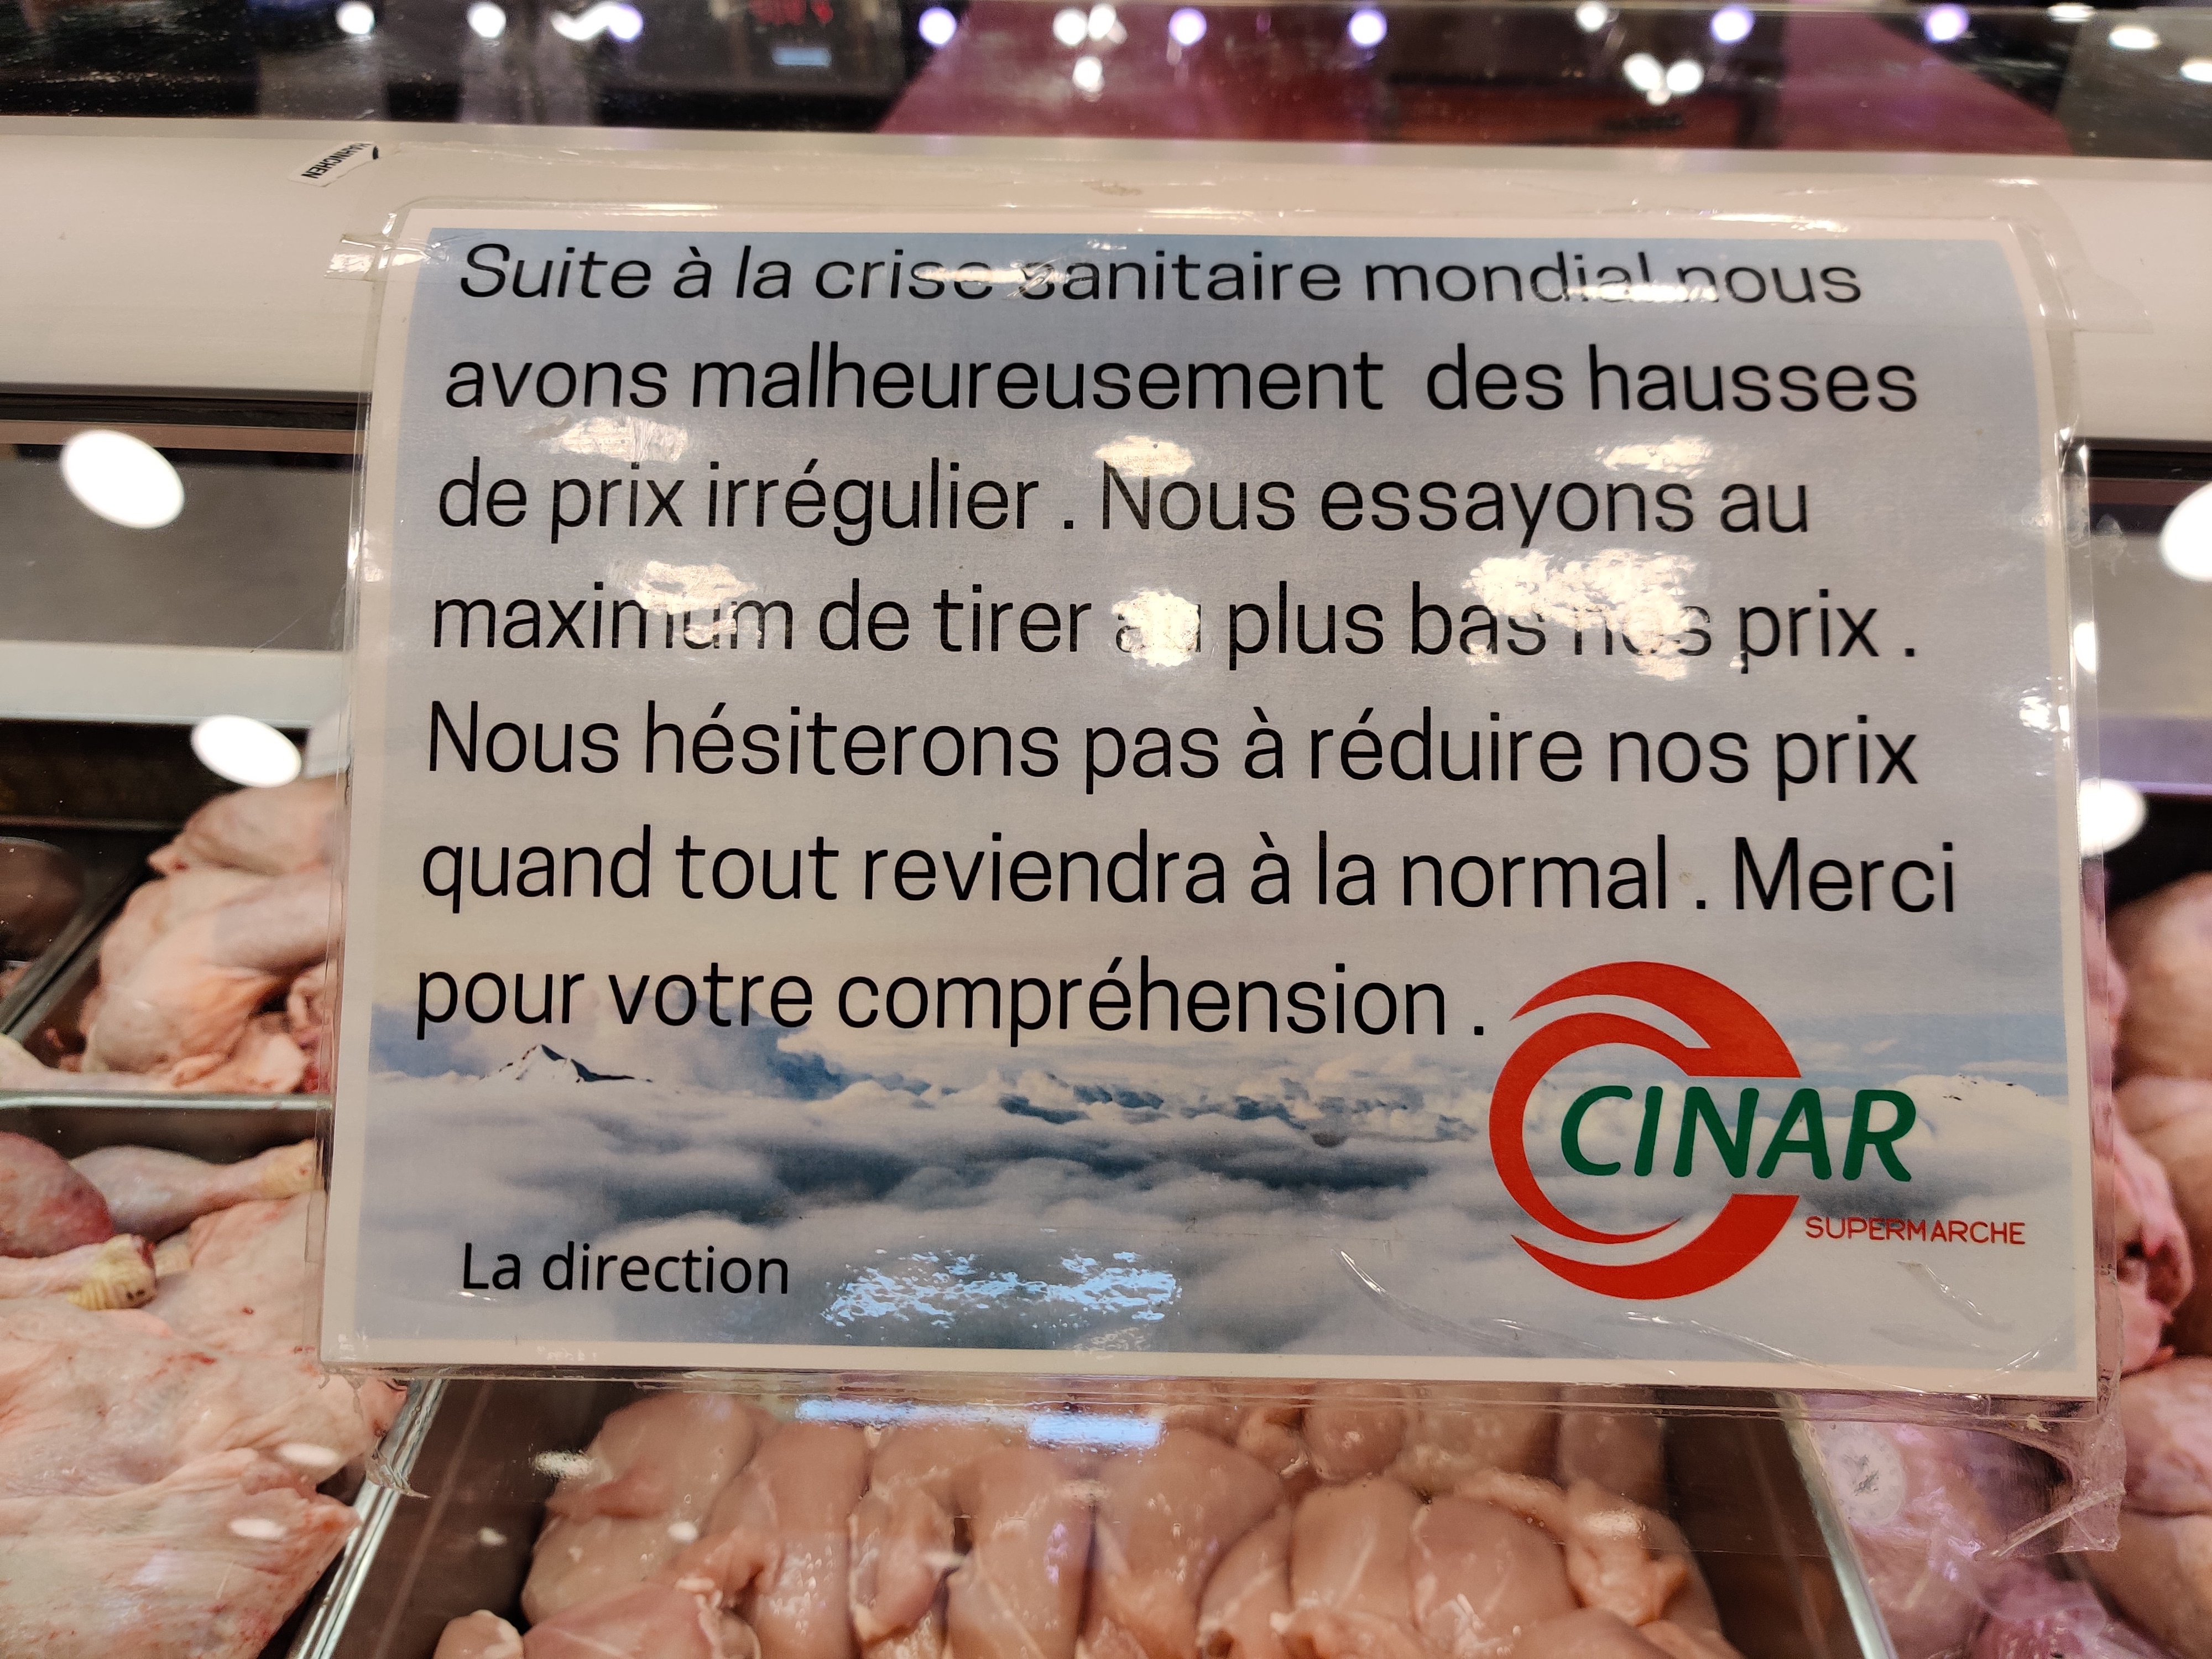 HÄHNCHEN
Suite à la crise sanitaire mondial nous
avons malheureusement des hausses
de prix irrégulier . Nous essayons au
maximum de tirer au plus bas nos prix .
Nous hésiterons pas à réduire nos prix
quand tout reviendra à la normal . Merci
pour votre compréhension .
CINAR
SUPERMARCHE
La direction